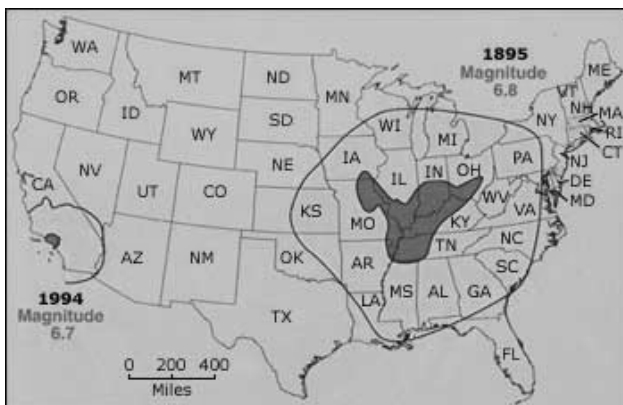 WA
MT
ND
MN
OR
ID
SD
WY
WI
MI
1895
Magnitude
6.8
ME
VT
NH
NY
MA
RI
CT
NV
UT
CO
NE
IA
IL
IN
OH
PA
NJ
DE
MD
CA
KS
MO
KY
WV
VA
AZ
NM
OK
AR
TN
NC
SC
1994
Magnitude
6.7
TX
LA
MS
AL
GA
FL
0 200 400
Miles